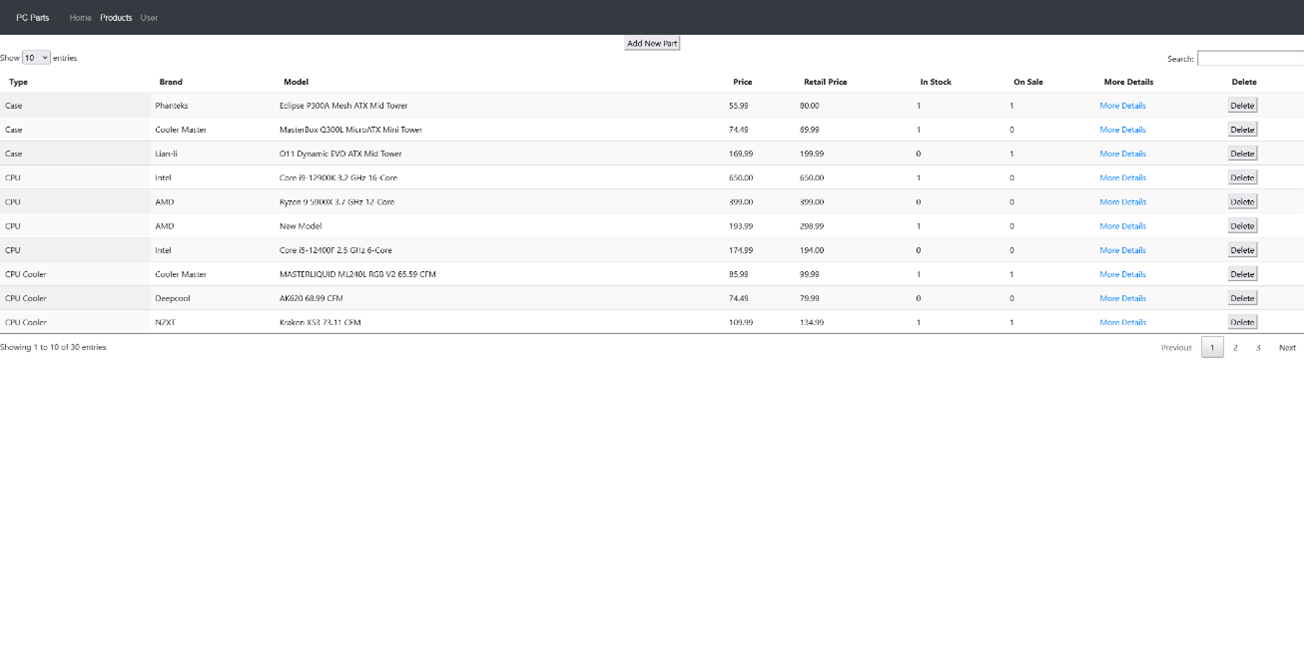 PC Parts Home Products User
Add New Part
Show 10 entries Search:
Type Brand Model Price Retail Price In Stock On Sale More Details Delete
Case Phanteks Eclipse P300A Mesh ATX Mid Tower 55.99 80.00 1 1 More Details Delete
Case Cooler Master MasterBox Q300L MicroATX Mini Tower 74.49 69.99 1 0 More Details Delete
Case Lian-li O11 Dynamic EVO ATX Mid Tower 169.99 199.99 0 1 More Details Delete
CPU Intel Core i9-12900K 3.2 GHz 16-Core 650.00 650.00 1 0 More Details Delete
CPU AMD Ryzen 9 5900X 3.7 GHz 12-Core 399.00 399.00 0 0 More Details Delete
CPU AMD New Model 193.99 298.99 1 0 More Details Delete
CPU Intel Core i5-12400F 2.5 GHz 6-Core 174.99 194.00 0 0 More Details Delete
CPU Cooler Cooler Master MASTERLIQUID ML240L RGB V2 65.59 CFM 85.99 99.99 1 1 More Details Delete
CPU Cooler Deepcool AK620 68.99 CFM 74.49 79.99 0 0 More Details Delete
CPU Cooler NZXT Kraken X53 73.11 CFM 109.99 134.99 1 1 More Details Delete
Showing 1 to 10 of 30 entries Previous 1 2 3 Next